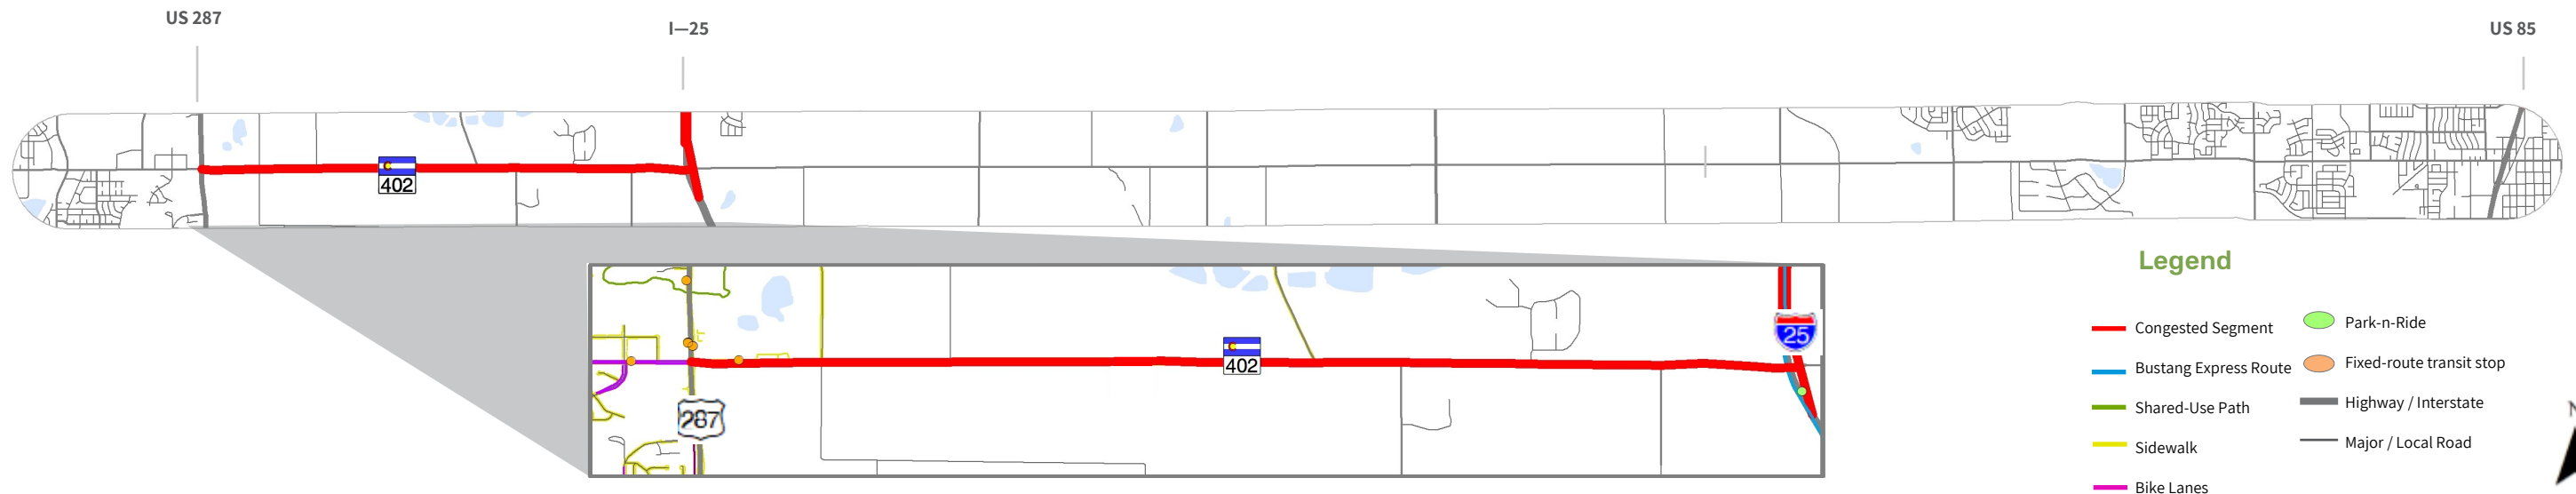 US 287
I—25
US 85
402
25
402
287
Legend
Congested Segment
Bustang Express Route
Shared-Use Path
Sidewalk
Bike Lanes
Park-n-Ride
Fixed-route transit stop
Highway / Interstate
Major / Local Road